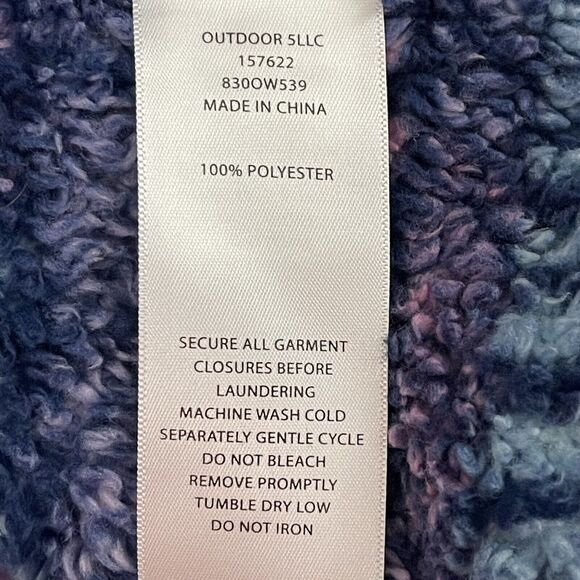 OUTDOOR 5LLC
157622
830OW539
MADE IN CHINA
100% POLYESTER
SECURE ALL GARMENT
CLOSURES BEFORE
LAUNDERING
MACHINE WASH COLD
SEPARATELY GENTLE CYCLE
DO NOT BLEACH
REMOVE PROMPTLY
TUMBLE DRY LOW
DO NOT IRON